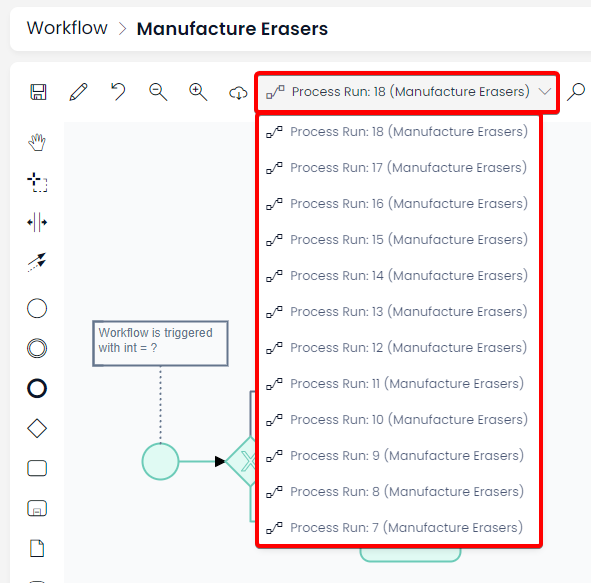 Workflow > Manufacture Erasers
Process Run: 18 (Manufacture Erasers)
Process Run: 18 (Manufacture Erasers)
Process Run: 17 (Manufacture Erasers)
Process Run: 16 (Manufacture Erasers)
Process Run: 15 (Manufacture Erasers)
Process Run: 14 (Manufacture Erasers)
Process Run: 13 (Manufacture Erasers)
Process Run: 12 (Manufacture Erasers)
Process Run: 11 (Manufacture Erasers)
Process Run: 10 (Manufacture Erasers)
Process Run: 9 (Manufacture Erasers)
Process Run: 8 (Manufacture Erasers)
Process Run: 7 (Manufacture Erasers)
Workflow is triggered
with int = ?